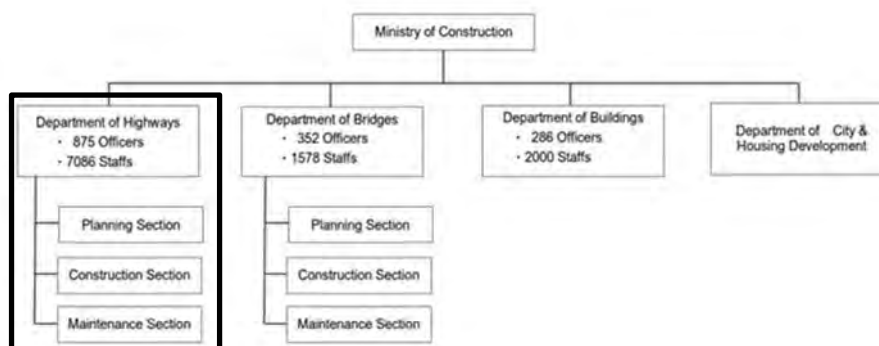 Ministry of Construction
Department of Highways
・ 875 Officers
・ 7086 Staffs
Planning Section
Construction Section
Maintenance Section
Department of Bridges
・ 352 Officers
・ 1578 Staffs
Planning Section
Construction Section
Maintenance Section
Department of Buildings
・ 286 Officers
・ 2000 Staffs
Department of City &
Housing Development